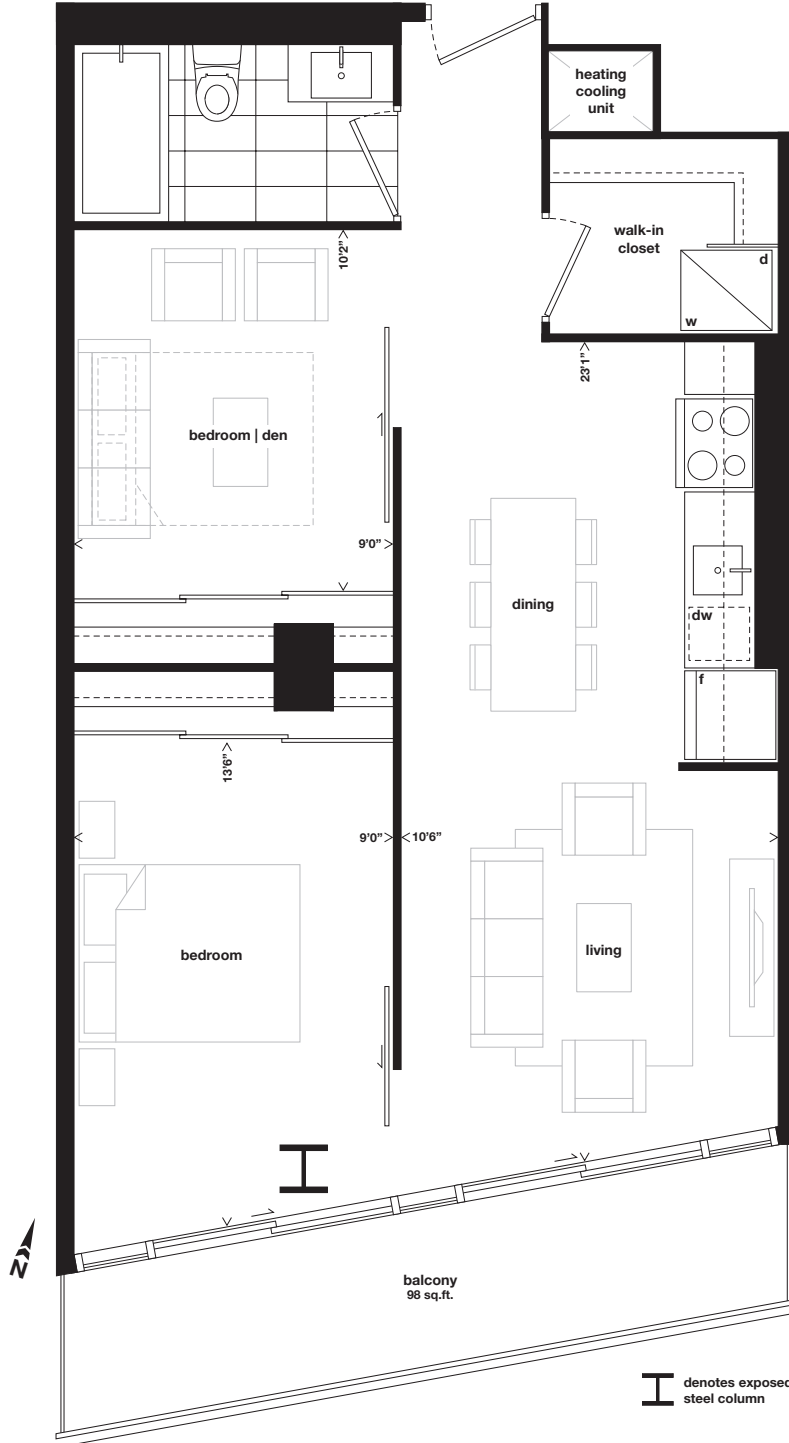 heating
cooling
unit
walk-in
closet
d
w
10'2"
23'1"
bedroom | den
9'0"
dining
dw
f
13'6"
9'0"
10'6"
bedroom
living
N
balcony
98 sq.ft.
denotes exposed
steel column